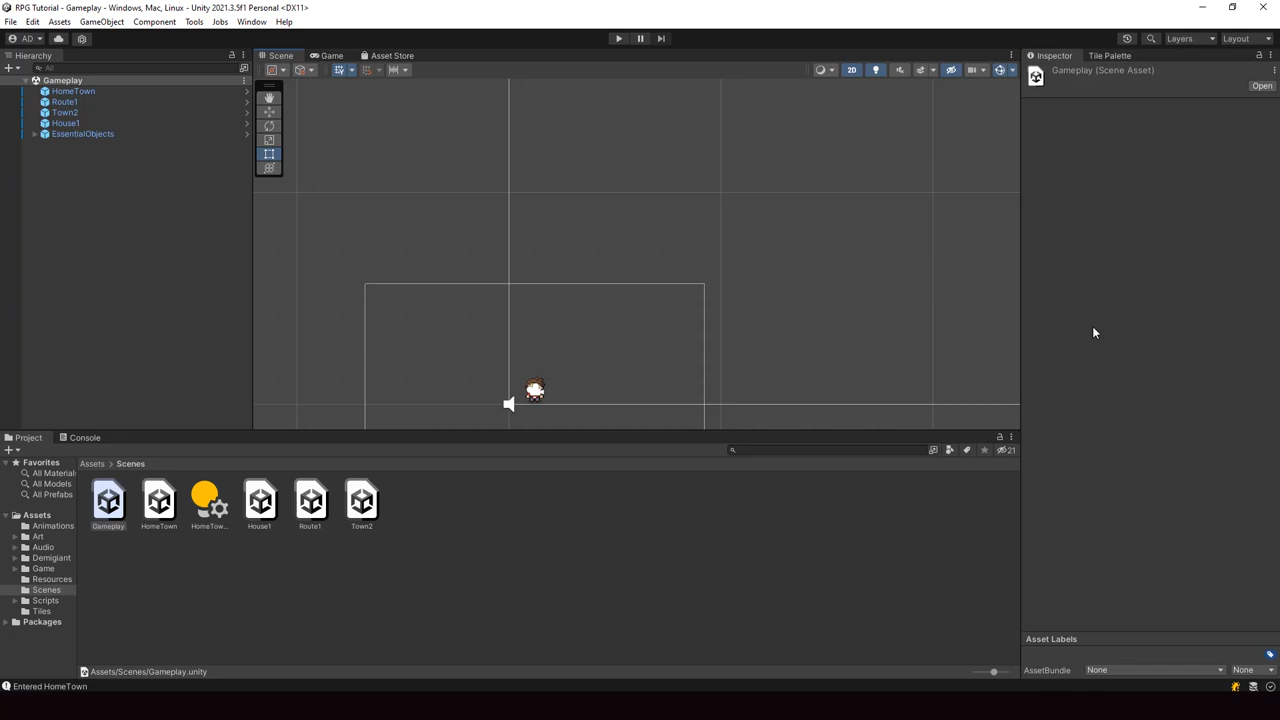 RPG Tutorial - Gameplay - Windows, Mac, Linux - Unity 2021.3.5f1 Personal <DX11>
File Edit Assets GameObject Component Tools Jobs Window Help
AD Layers Layout
Hierarchy Scene Game Asset Store Inspector Tile Palette
All 2D
Gameplay Gameplay (Scene Asset)
Open
HomeTown
Route1
Town2
House1
EssentialObjects
Project Console
21
Favorites Assets > Scenes
All Material
All Models
All Prefabs
Assets
Animations Gameplay HomeTown HomeTow... House1 Route1 Town2
Art
Audio
Demigiant
Game
Resources
Scenes
Scripts
Tiles
Packages
Asset Labels
Assets/Scenes/Gameplay.unity AssetBundle None None
Entered HomeTown